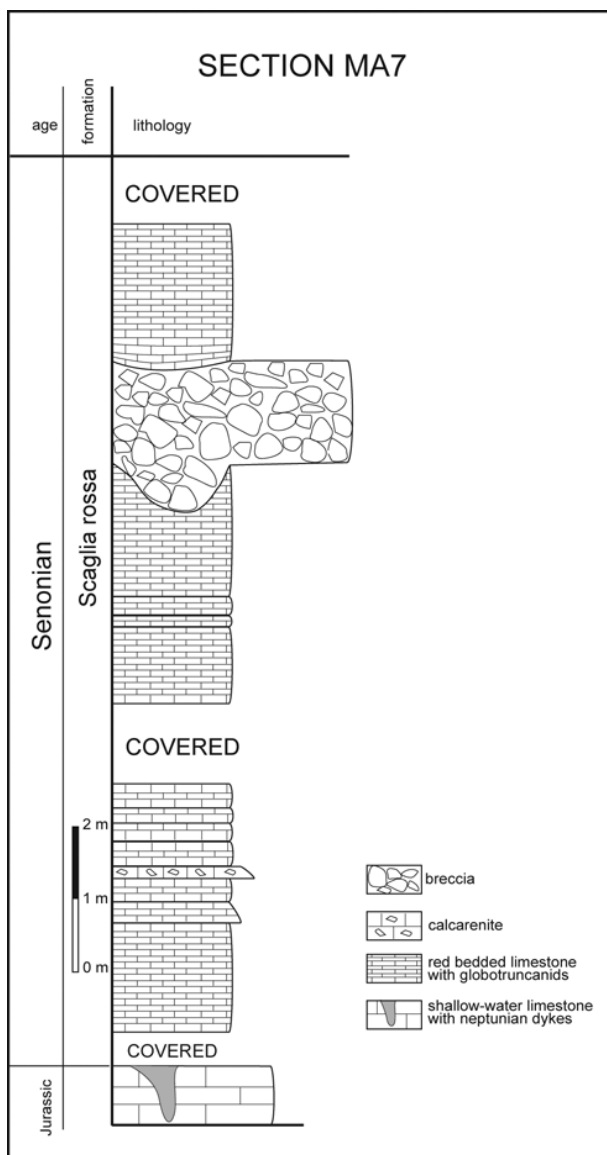 SECTION MA7
age
formation
lithology
COVERED
Senonian
Scaglia rossa
COVERED
2 m
1 m
0 m
breccia
calcarenite
red bedded limestone
with globotruncanids
shallow-water limestone
with neptunian dykes
COVERED
Jurassic